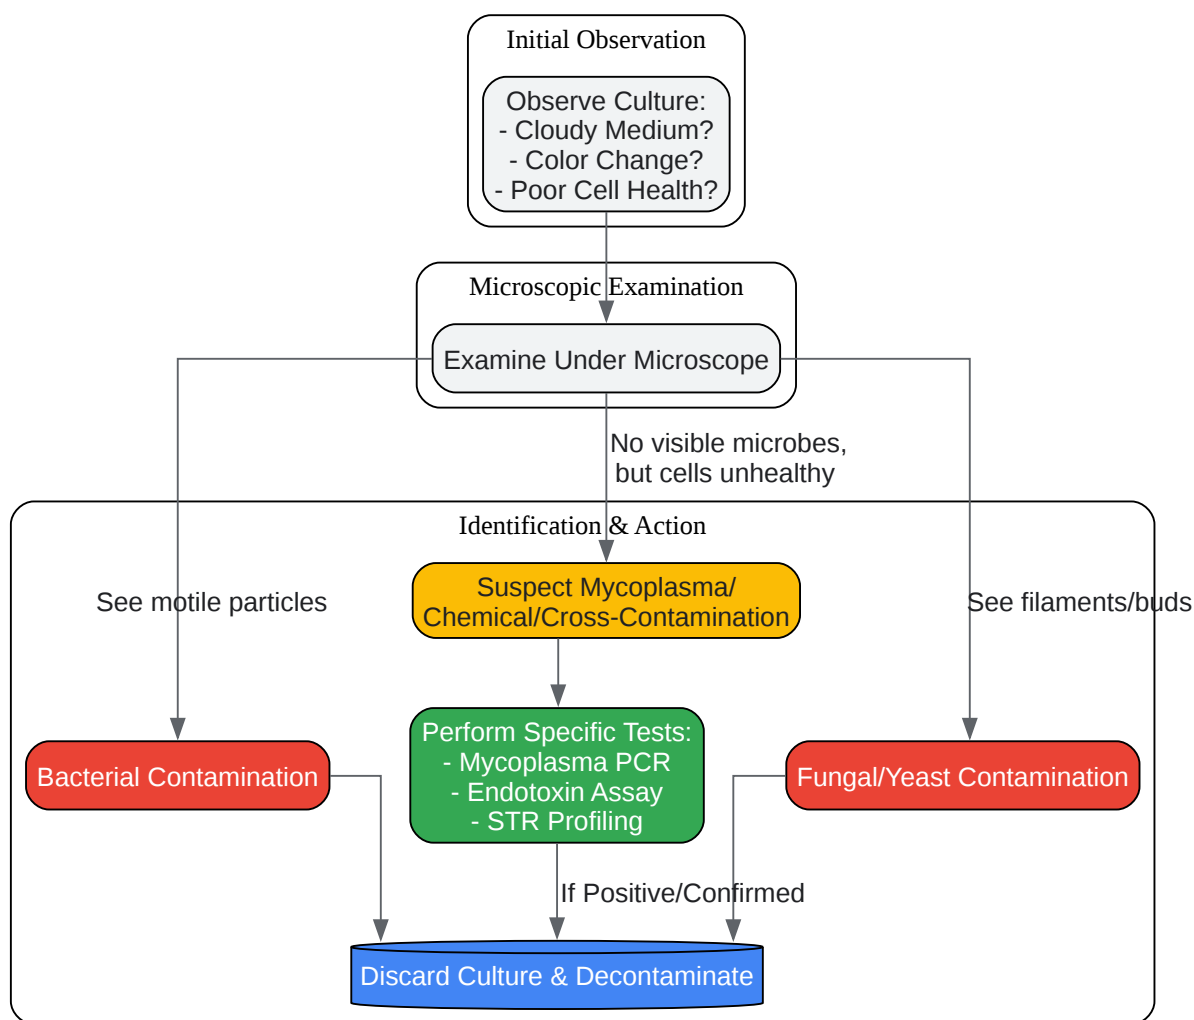 Initial Observation
Observe Culture:
- Cloudy Medium?
- Color Change?
- Poor Cell Health?
Microscopic Examination
Examine Under Microscope
No visible microbes,
but cells unhealthy
Identification & Action
Suspect Mycoplasma/
Chemical/Cross-Contamination
See motile particles
See filaments/buds
Perform Specific Tests:
- Mycoplasma PCR
- Endotoxin Assay
- STR Profiling
Bacterial Contamination
Fungal/Yeast Contamination
If Positive/Confirmed
Discard Culture & Decontaminate